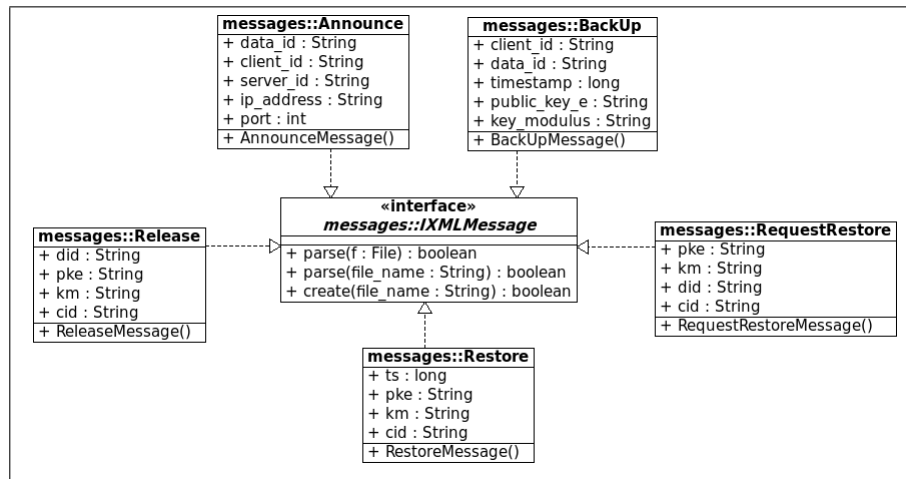 messages::Announce
+ data_id : String
+ client_id : String
+ server_id : String
+ ip_address : String
+ port : int
+ AnnounceMessage()
messages::BackUp
+ client_id : String
+ data_id : String
+ timestamp : long
+ public_key_e : String
+ key_modulus : String
+ BackUpMessage()
«interface»
messages::IXMLMessage
+ parse(f : File) : boolean
+ parse(file_name : String) : boolean
+ create(file_name : String) : boolean
messages::Release
+ did : String
+ pke : String
+ km : String
+ cid : String
+ ReleaseMessage()
messages::RequestRestore
+ pke : String
+ km : String
+ did : String
+ cid : String
+ RequestRestoreMessage()
messages::Restore
+ ts : long
+ pke : String
+ km : String
+ cid : String
+ RestoreMessage()